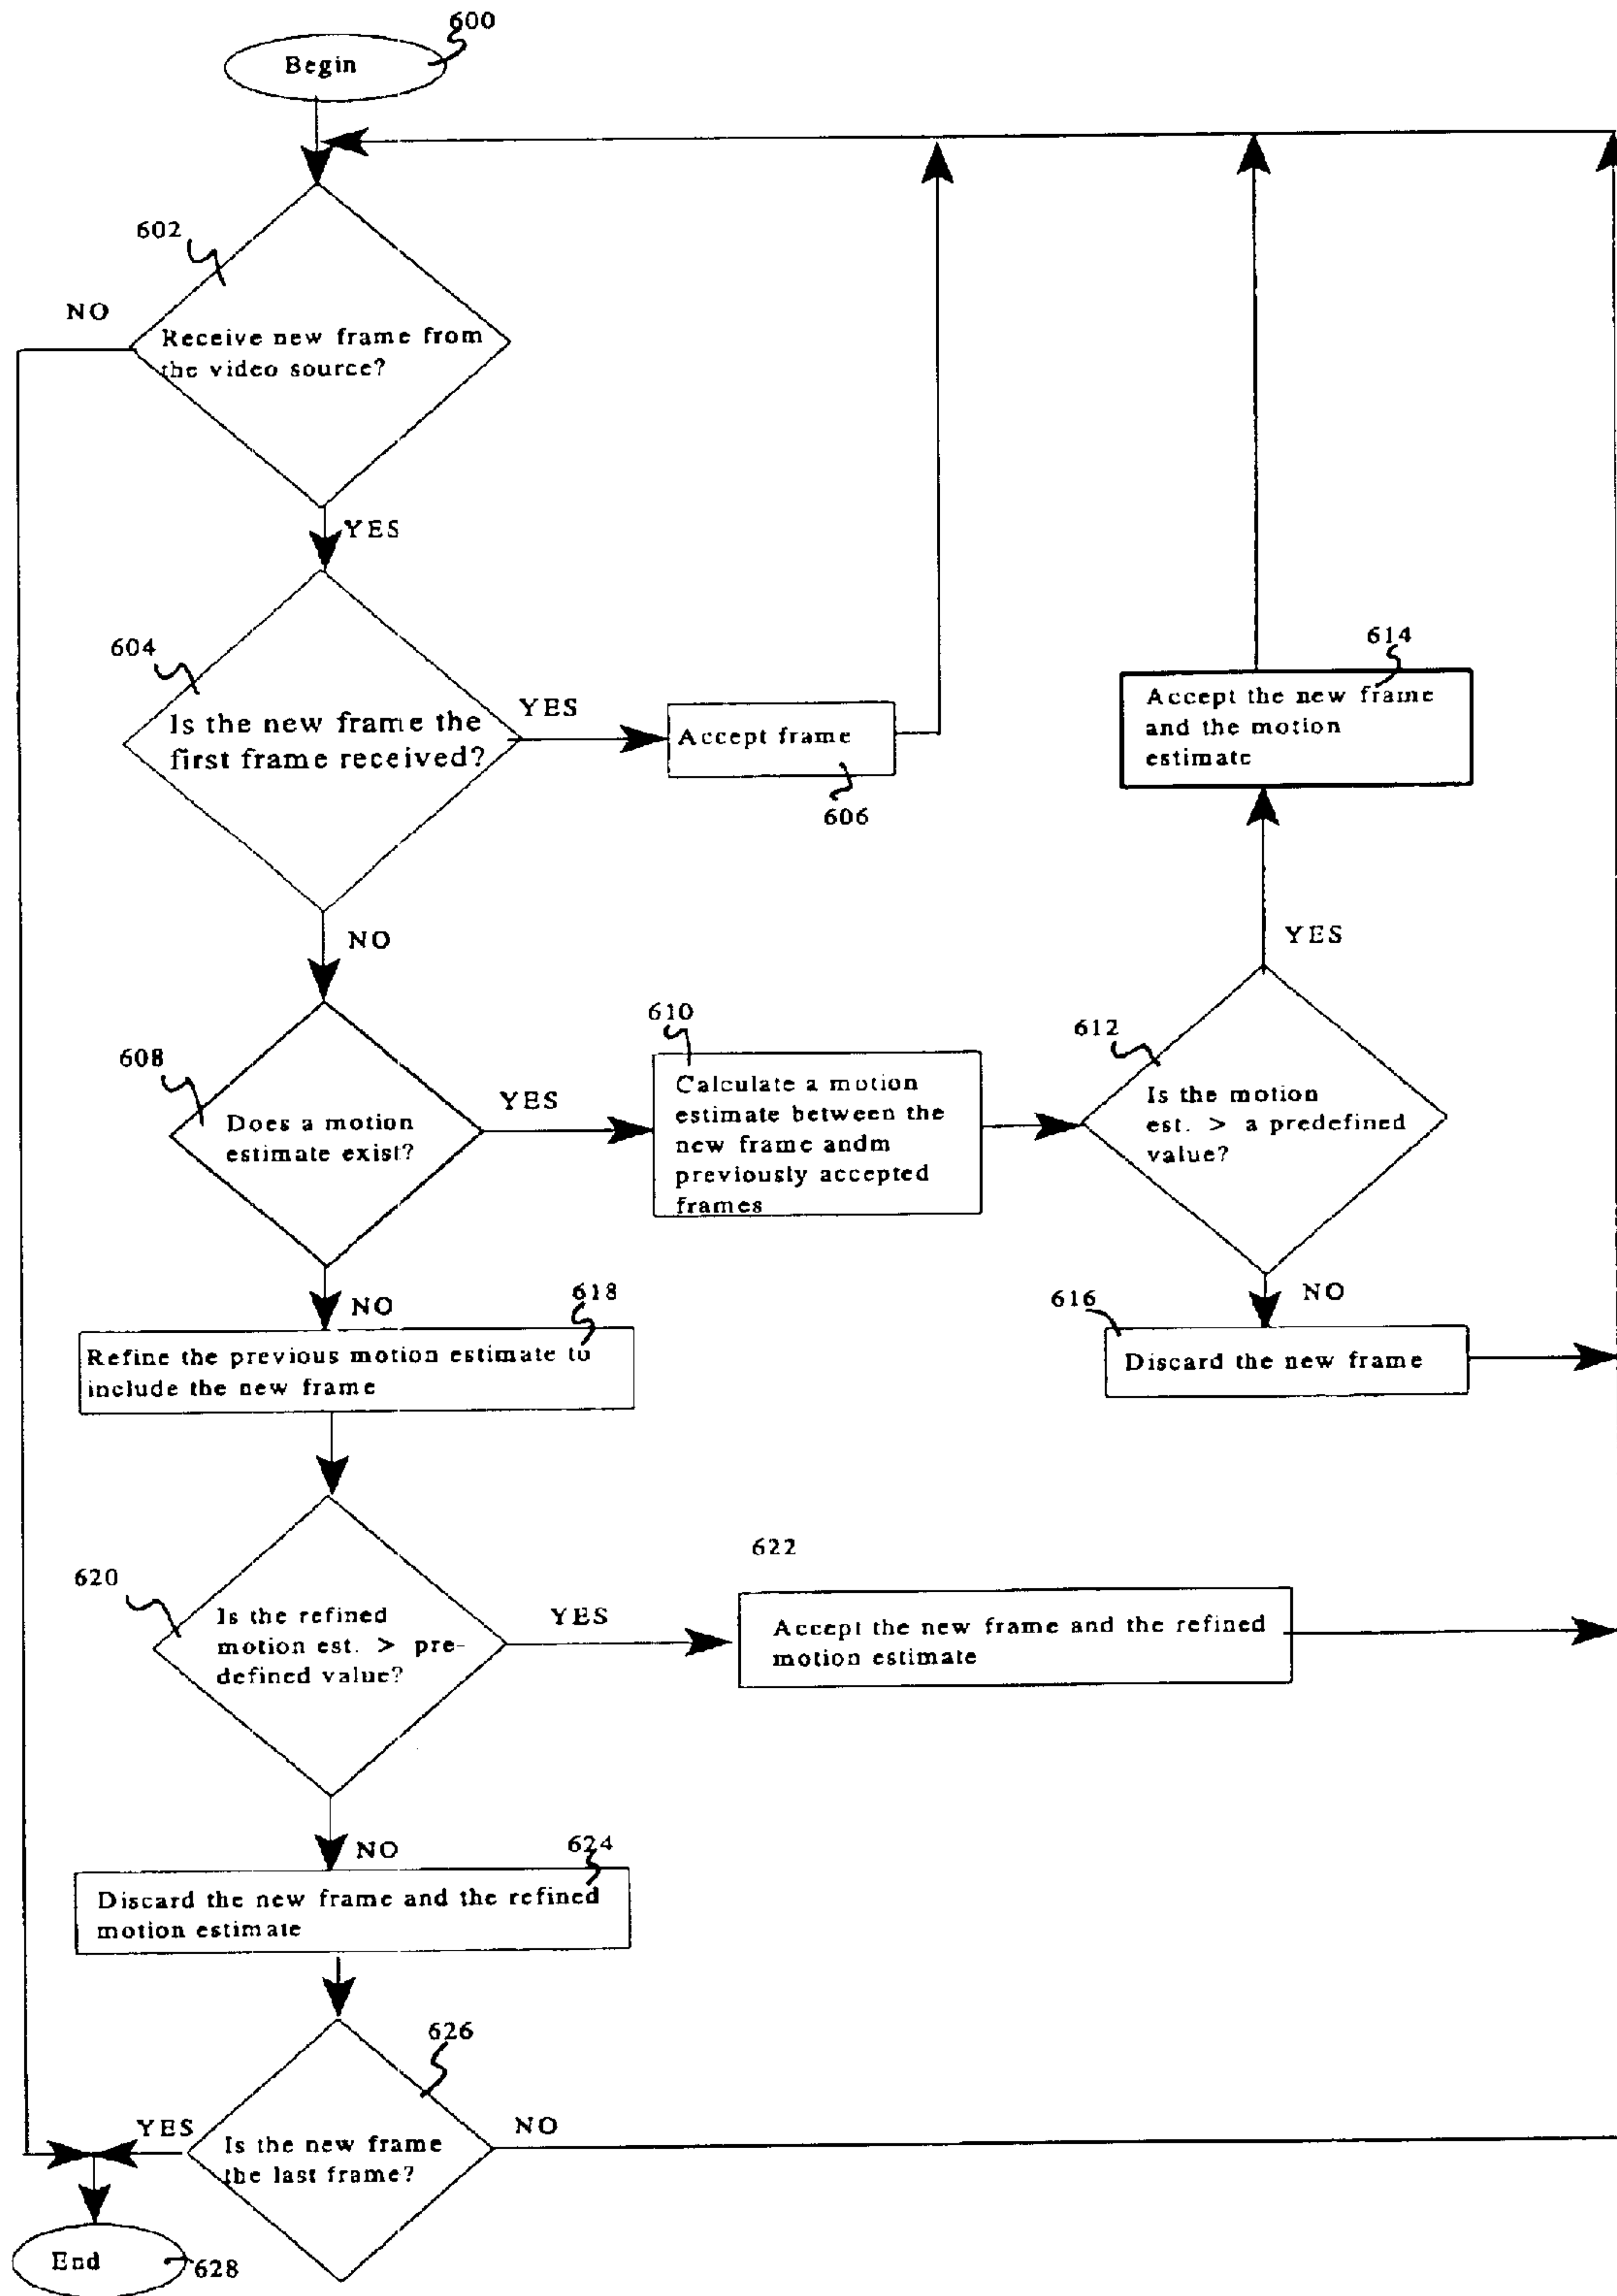 600
Begin
602
NO
Receive new frame from
the video source?
YES
604
Is the new frame the
first frame received?
YES
Accept frame
606
614
Accept the new frame
and the motion
estimate
NO
YES
608
Does a motion
estimate exist?
YES
610
Calculate a motion
estimate between the
new frame andm
previously accepted
frames
612
Is the motion
est. > a predefined
value?
NO
618
Refine the previous motion estimate to
include the new frame
NO
616
Discard the new frame
620
Is the refined
motion est. > pre-
defined value?
YES
622
Accept the new frame and the refined
motion estimate
NO
624
Discard the new frame and the refined
motion estimate
626
YES
Is the new frame
the last frame?
NO
End
628